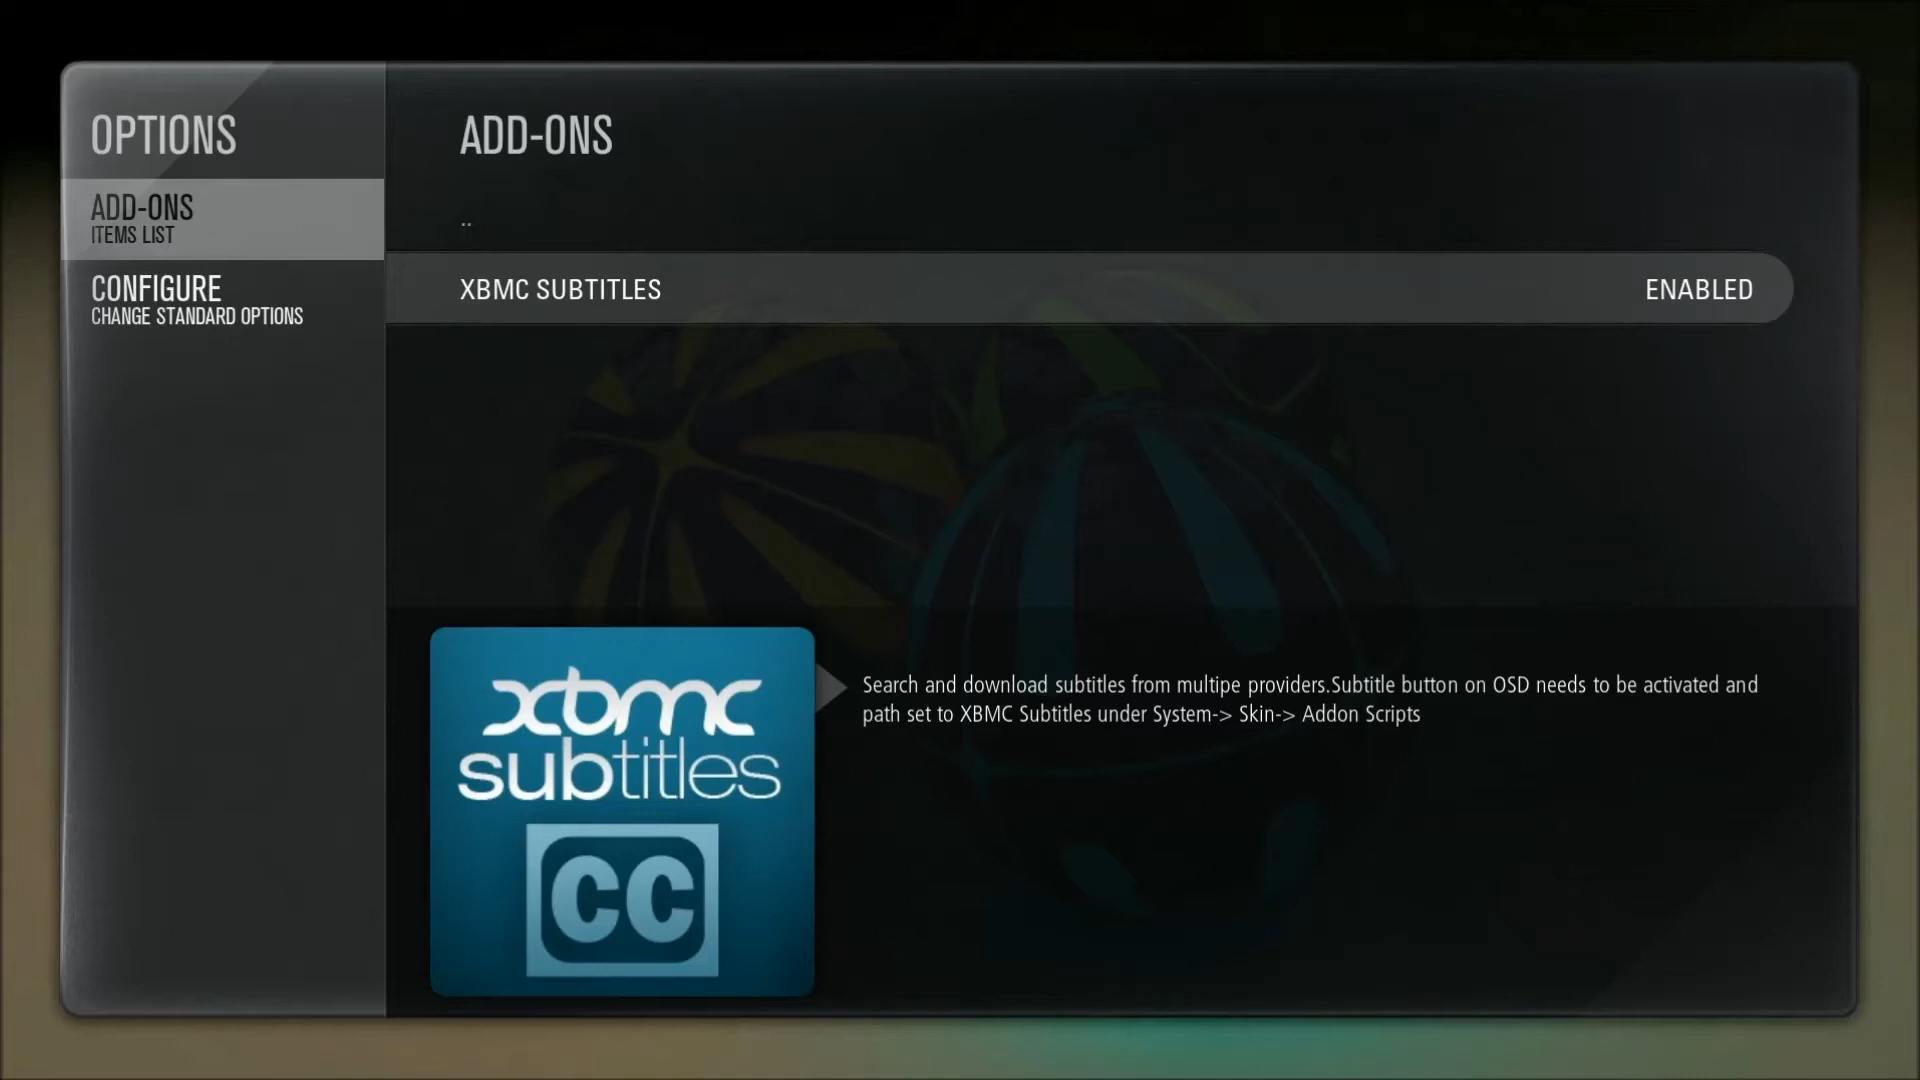 OPTIONS
ADD-ONS
ITEMS LIST
CONFIGURE
CHANGE STANDARD OPTIONS
ADD-ONS
..
XBMC SUBTITLES ENABLED
xbmc
subtitles
CC
Search and download subtitles from multipe providers.Subtitle button on OSD needs to be activated and
path set to XBMC Subtitles under System-> Skin-> Addon Scripts